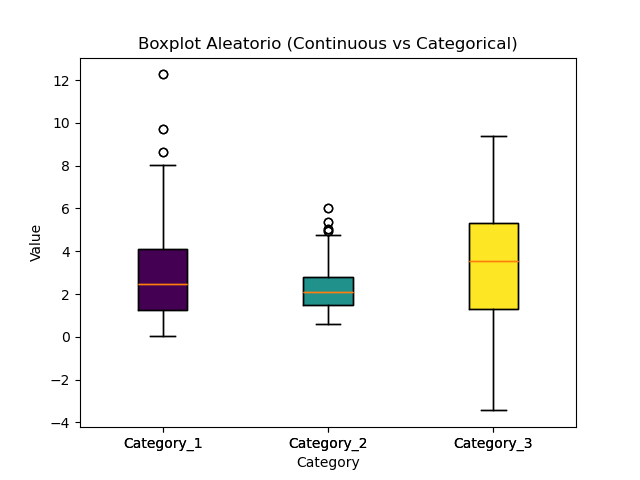 Boxplot Aleatorio (Continuous vs Categorical)
12
10
8
6
4
2
0
−2
−4
Value
Category_1 Category_2 Category_3
Category